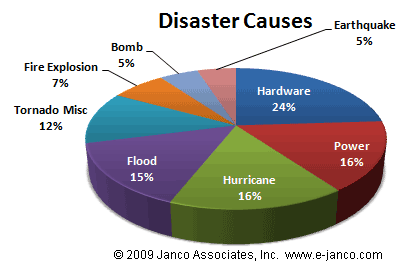 Disaster Causes
Earthquake
5%
Bomb
5%
Fire Explosion
7%
Hardware
24%
Tornado Misc
12%
Power
16%
Flood
15%
Hurricane
16%
© 2009 Janco Associates, Inc. www.e-janco.com